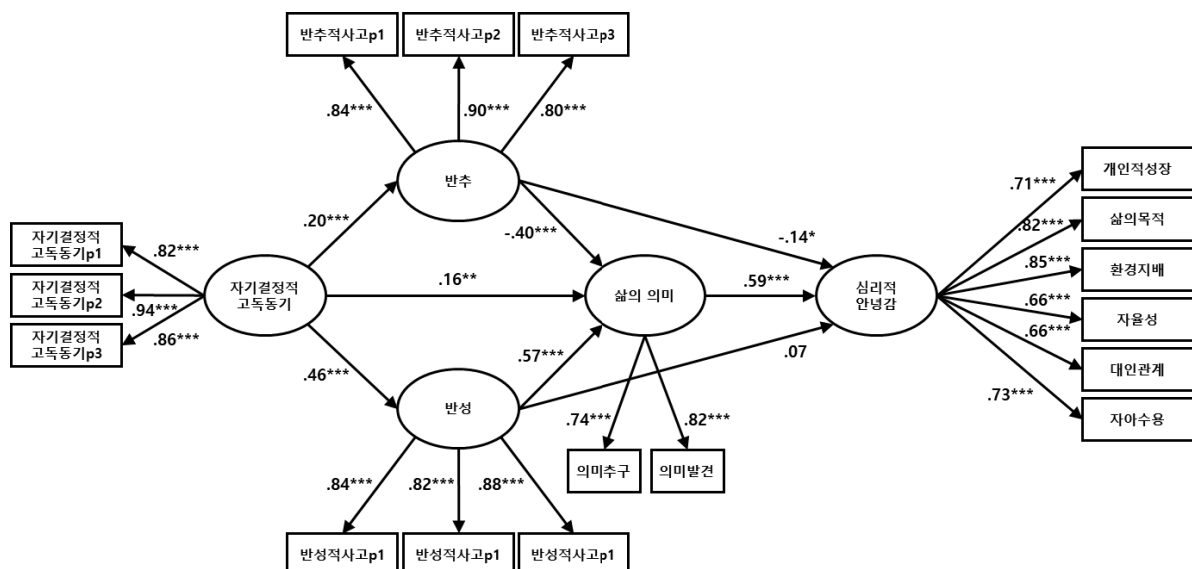 반추적사고p1
반추적사고p2
반추적사고p3
.84***
.90***
.80***
반추
.20***
-.40***
-.14*
자기결정적
고독동기p1
자기결정적
고독동기p2
자기결정적
고독동기p3
.82***
.94***
.86***
자기결정적
고독동기
.16**
삶의 의미
.59***
심리적
안녕감
.71***
.82***
.85***
.66***
.66***
.73***
개인적성장
삶의목적
환경지배
자율성
대인관계
자아수용
.46***
.57***
.07
반성
.74***
.82***
의미추구
의미발견
.84***
.82***
.88***
반성적사고p1
반성적사고p1
반성적사고p1